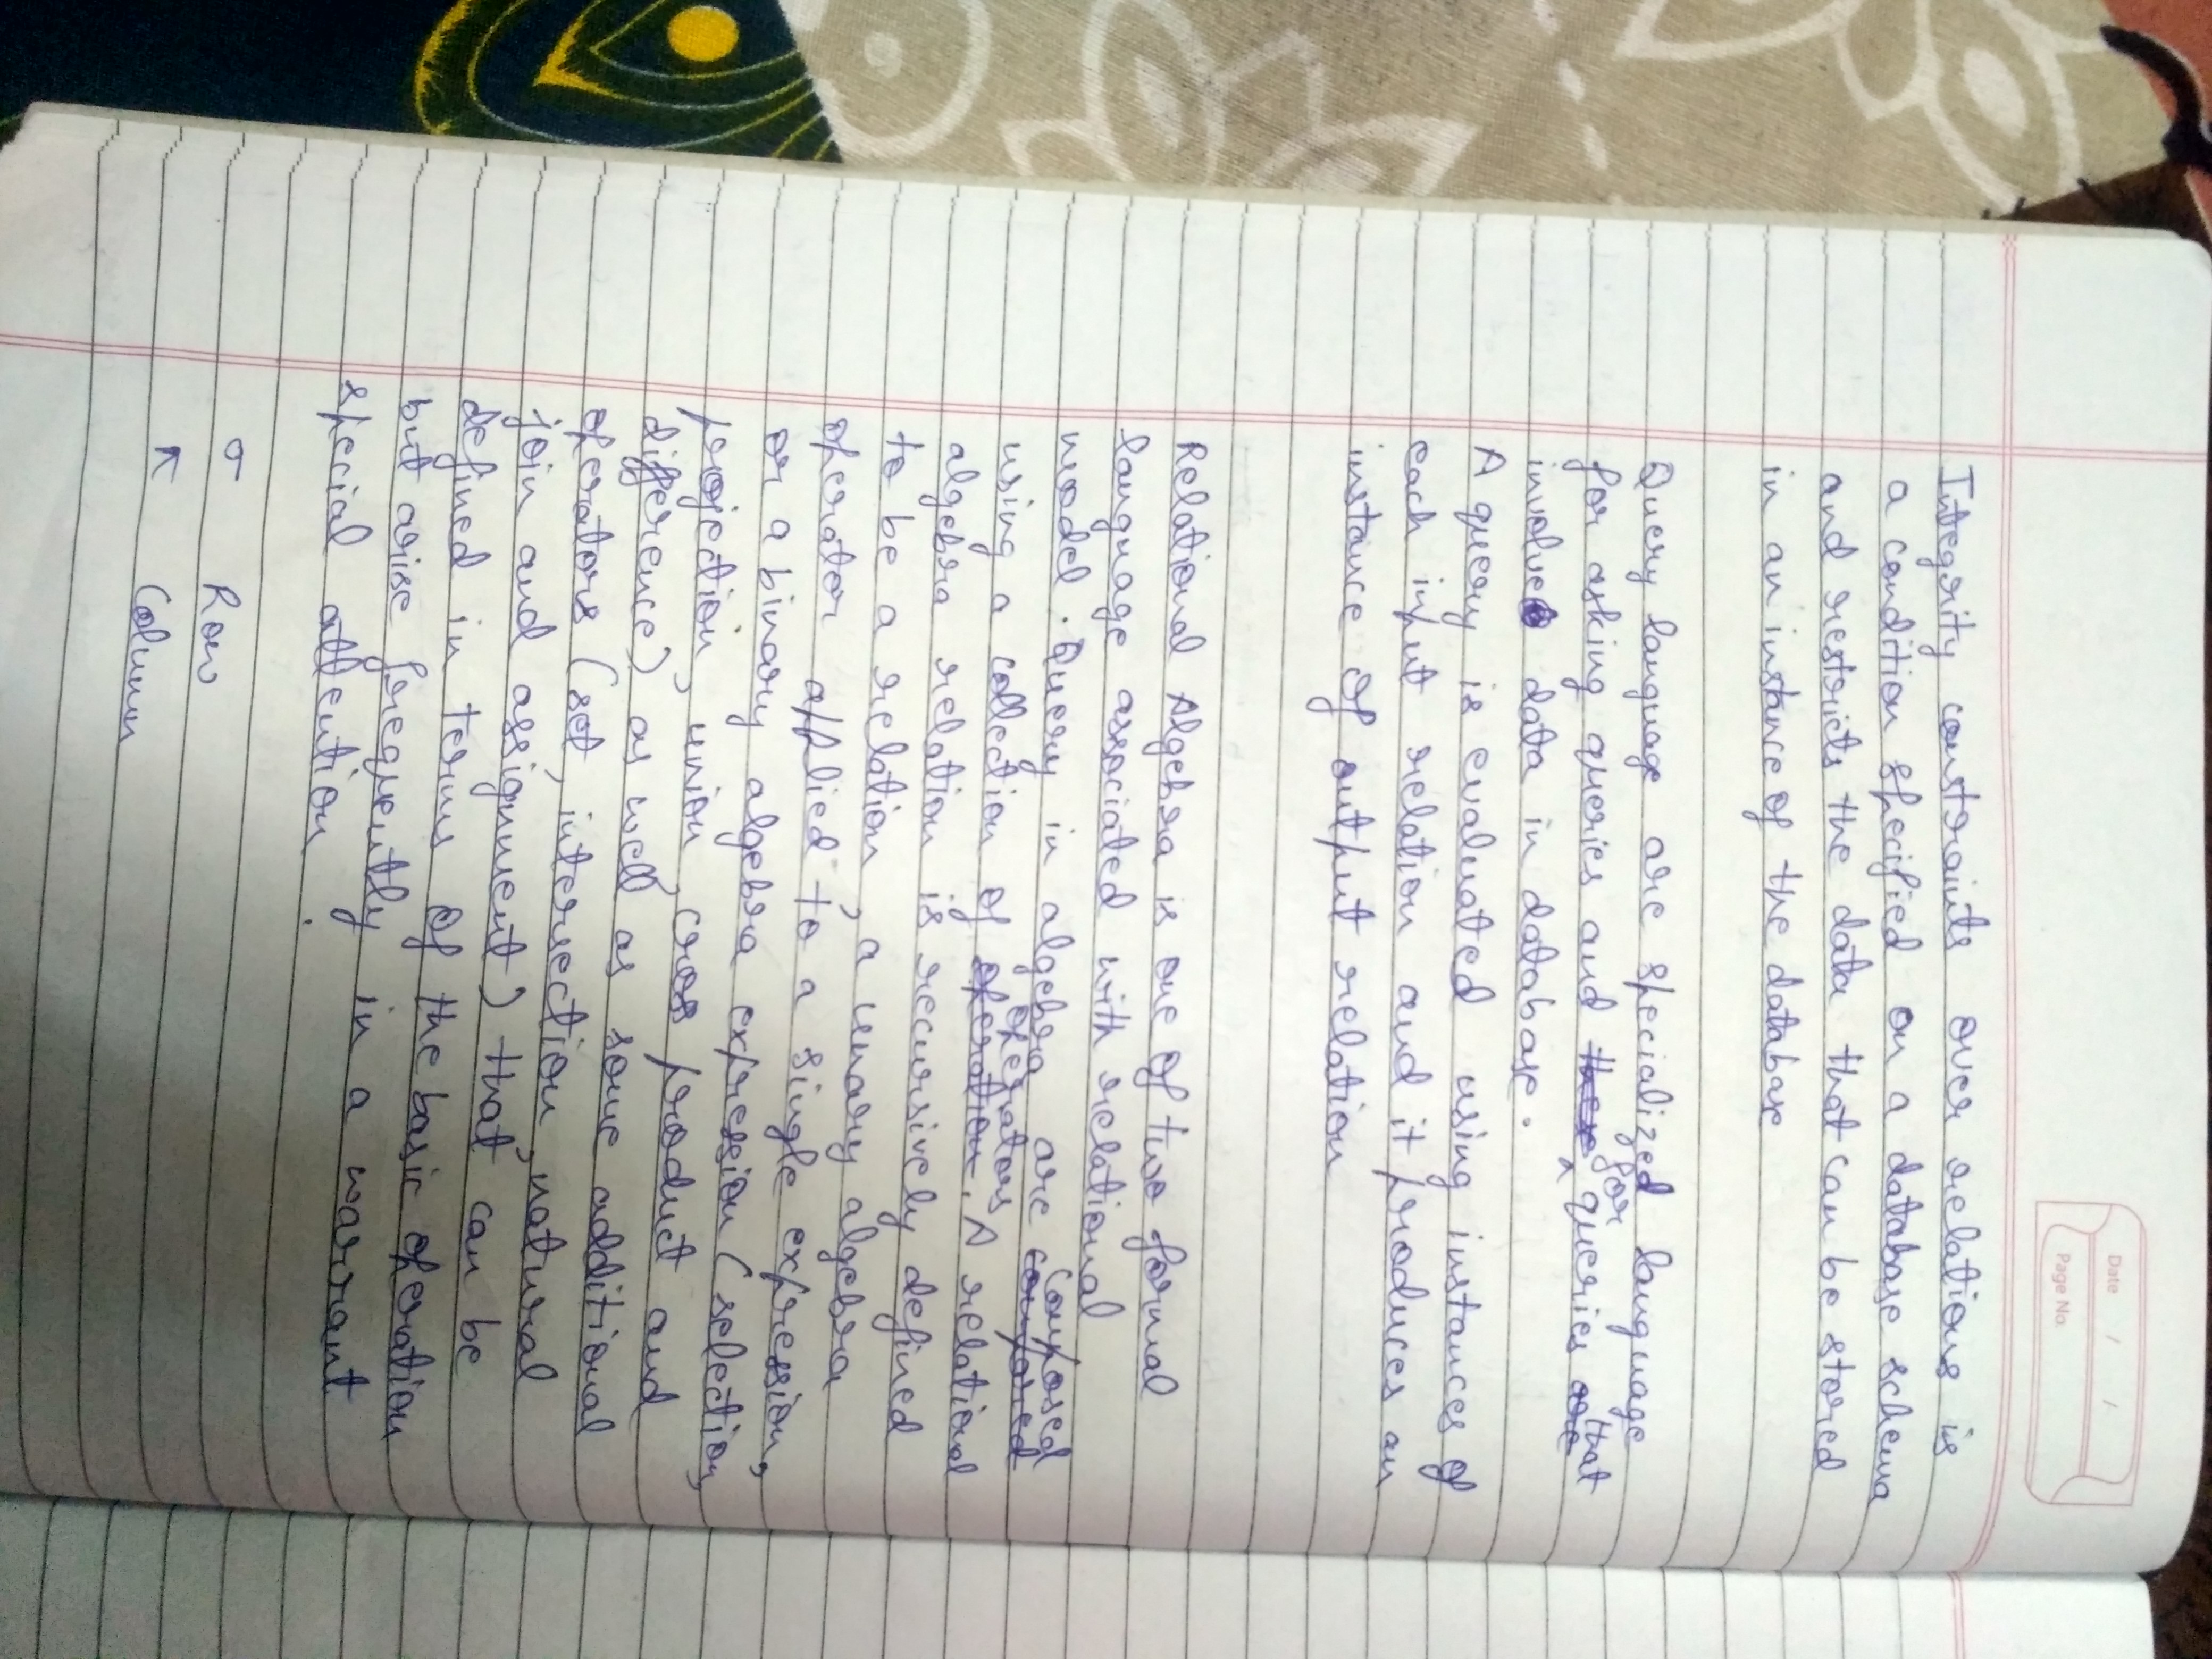 Date / /
Page No.
Integrity constraints over relations is
a condition specified on a database schema
and restricts the data that can be stored
in an instance of the database
Query language are specialized language
for asking queries and for queries that
involve data in database.
A query is evaluated using instances of
each input relation and it produces an
instance of output relation
Relational Algebra is one of two formal
language associated with relational
model. Query in algebra are composed
using a collection of operators. A relational
algebra relation is recursively defined
to be a relation, a unary algebra
operator applied to a single expression,
or a binary algebra expression (selection,
projection, union, cross product and
difference) as well as some additional
operators (set, intersection, natural
join and assignment) that can be
defined in terms of the basic operation
but arise frequently in a warrant
special attention.
σ Row
π Column